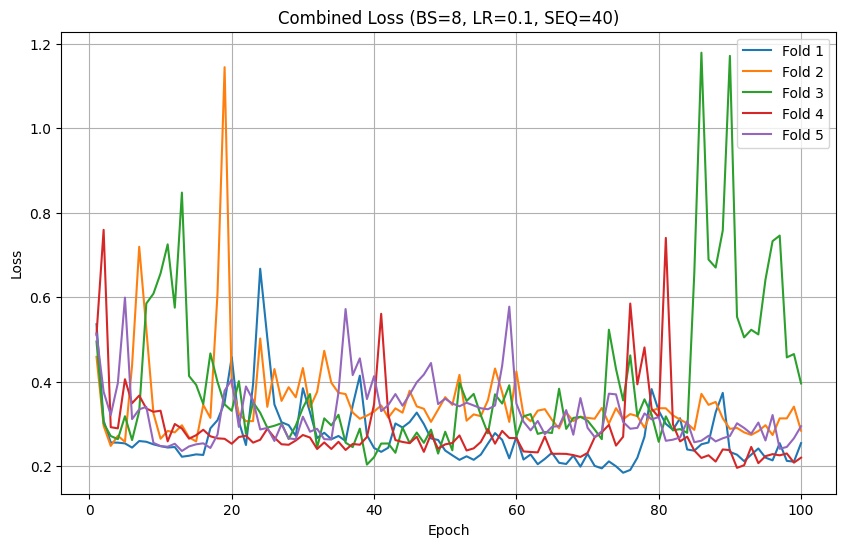 Combined Loss (BS=8, LR=0.1, SEQ=40)
Fold 1
Fold 2
Fold 3
Fold 4
Fold 5
Loss
1.2
1.0
0.8
0.6
0.4
0.2
0
20
40
60
80
100
Epoch